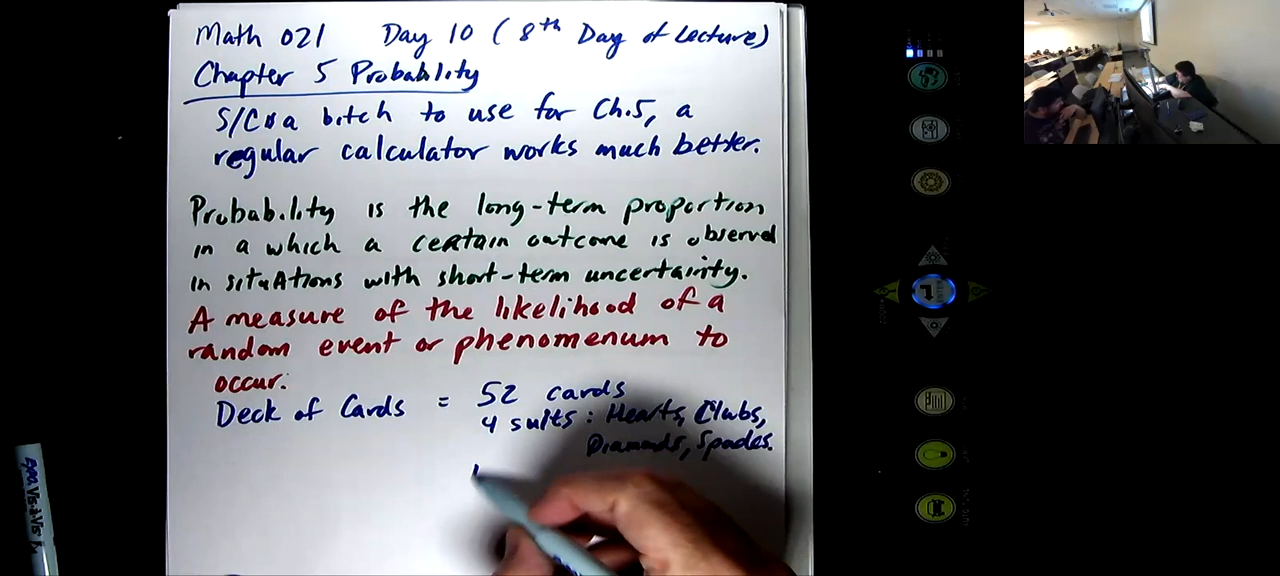 Math 021 Day 10 (8th Day of Lecture)
Chapter 5 Probability
S/C is a bitch to use for Ch.5, a
regular calculator works much better.
Probability is the long-term proportion
in a which a certain outcome is observed
in situations with short-term uncertainity.
A measure of the likelihood of a
random event or phenomenum to
occur.
Deck of Cards = 52 cards
4 suits: Hearts, Clubs,
Diamonds, Spades.
Vis-à-Vis